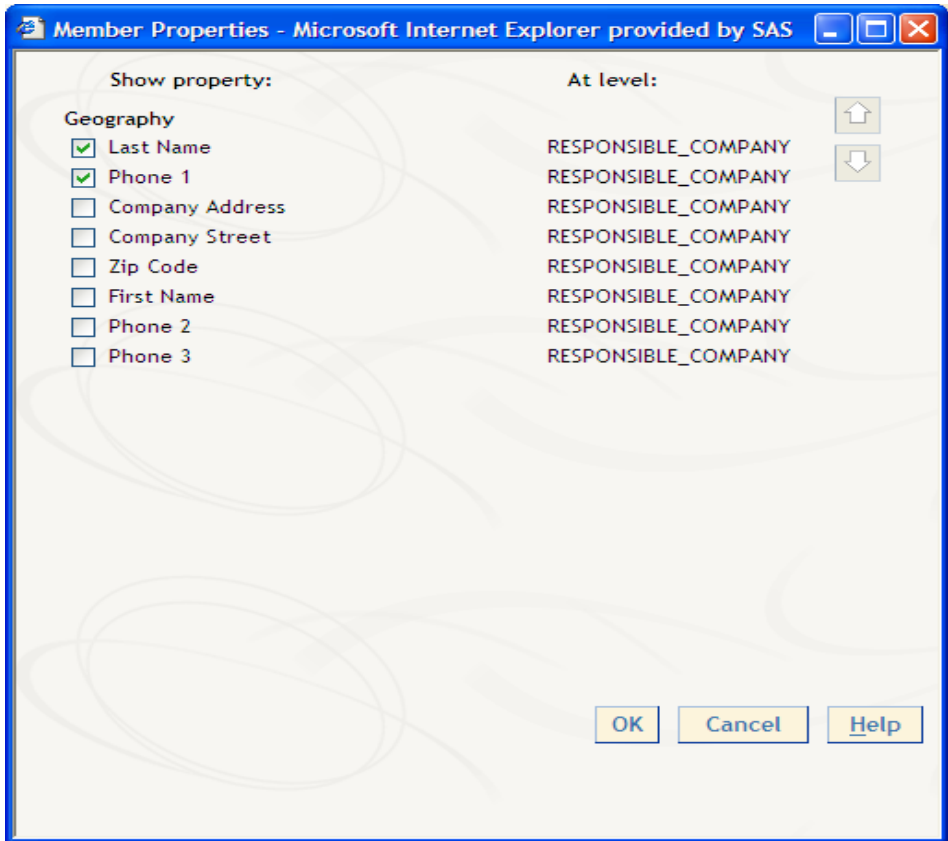 Member Properties - Microsoft Internet Explorer provided by SAS
Show property: At level:
Geography
Last Name RESPONSIBLE_COMPANY
Phone 1 RESPONSIBLE_COMPANY
Company Address RESPONSIBLE_COMPANY
Company Street RESPONSIBLE_COMPANY
Zip Code RESPONSIBLE_COMPANY
First Name RESPONSIBLE_COMPANY
Phone 2 RESPONSIBLE_COMPANY
Phone 3 RESPONSIBLE_COMPANY
OK Cancel Help